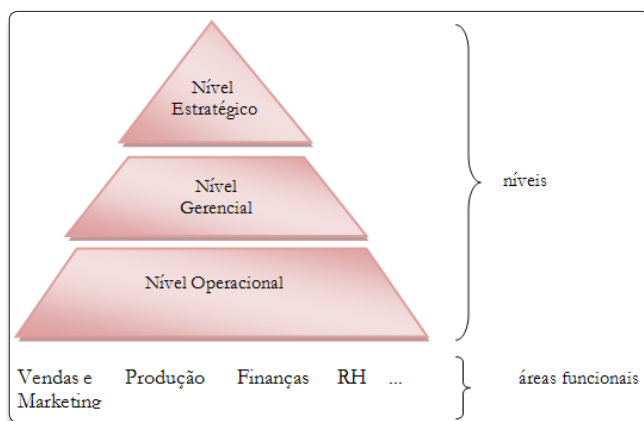 Nível
Estratégico
Nível
Gerencial
níveis
Nível Operacional
Vendas e Produção Finanças RH ... áreas funcionais
Marketing